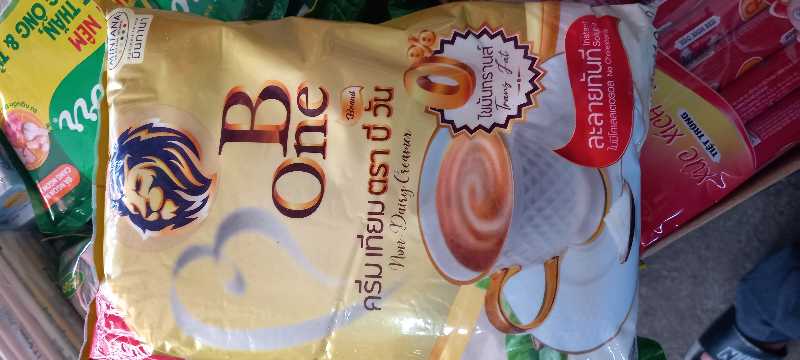 NÊM
THÂN
ÔNG &
MINTANA
มินทานา
B
One
Brand
ครีมเทียม ตรา บี วัน
Non-Dairy Creamer
0%
ไขมันทรานส์
Trans Fat
ละลายทันที
Instant
ไม่มีโคเลสเตอรอล No Cholesterol
XÚC XÍCH
TIỆT TRÙNG